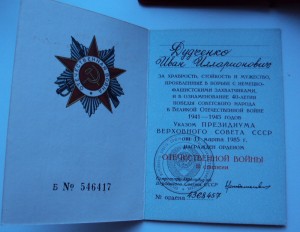 ОТЕЧЕСТВЕННАЯ
Б № 546417
Дудченко
Иван Илларионович
ЗА ХРАБРОСТЬ, СТОЙКОСТЬ И МУЖЕСТВО,
ПРОЯВЛЕННЫЕ В БОРЬБЕ С НЕМЕЦКО-
ФАШИСТСКИМИ ЗАХВАТЧИКАМИ,
И В ОЗНАМЕНОВАНИЕ 40-ЛЕТИЯ
ПОБЕДЫ СОВЕТСКОГО НАРОДА
В ВЕЛИКОЙ ОТЕЧЕСТВЕННОЙ ВОЙНЕ
1941—1945 ГОДОВ
УКАЗОМ ПРЕЗИДИУМА
ВЕРХОВНОГО СОВЕТА СССР
ОТ 11 марта 1985 г.
НАГРАЖДЕН ОРДЕНОМ
ОТЕЧЕСТВЕННОЙ ВОЙНЫ
II СТЕПЕНИ
№ ордена